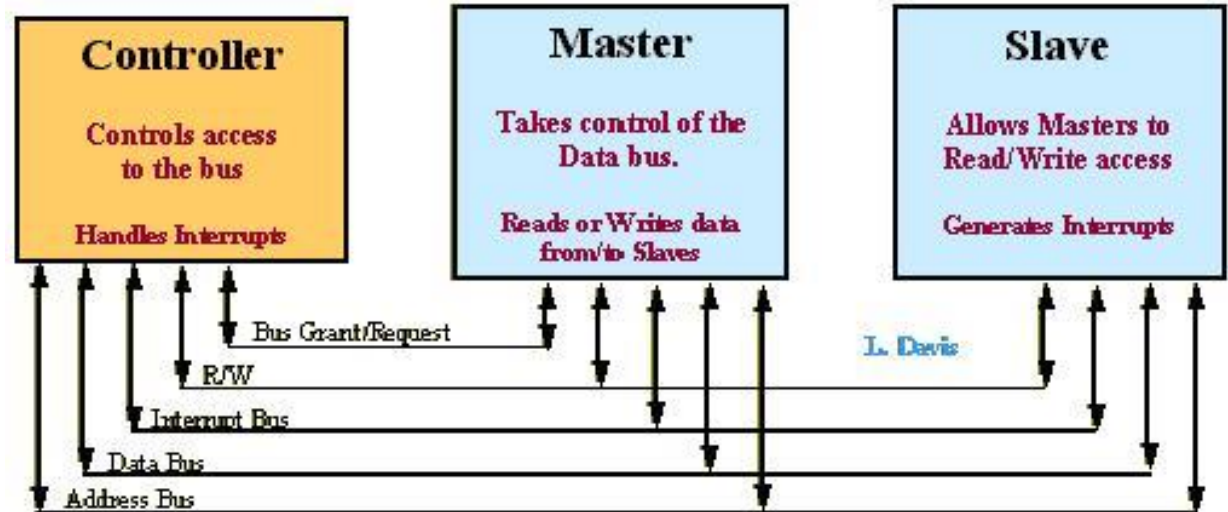 Controller
Controls access
to the bus
Handles Interrupts
Master
Takes control of the
Data bus.
Reads or Writes data
from/to Slaves
Slave
Allows Masters to
Read/Write access
Generates Interrupts
Bus Grant/Request
L. Davis
R/W
Interrupt Bus
Data Bus
Address Bus